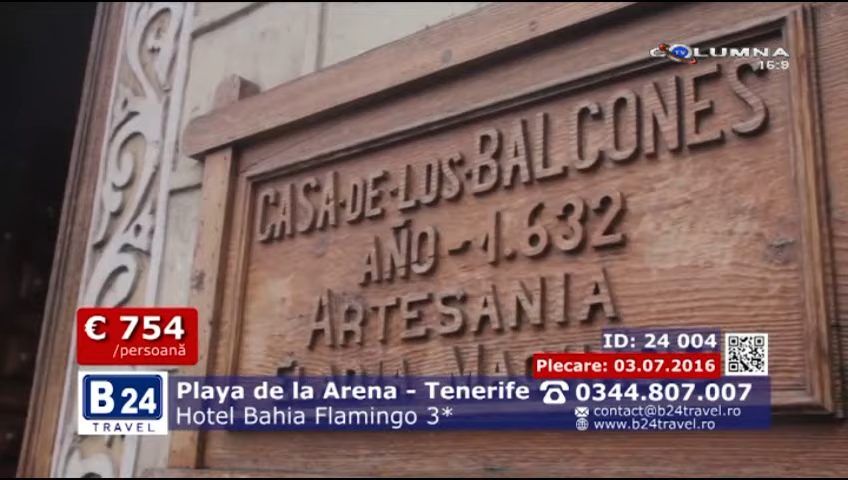 COLUMNA
TV
16:9
CASA-DE-LOS-BALCONES
AÑO-1.632
ARTESANIA
€ 754
/persoană
ID: 24 004
Plecare: 03.07.2016
B 24
TRAVEL
Playa de la Arena - Tenerife
0344.807.007
Hotel Bahia Flamingo 3*
contact@b24travel.ro
www.b24travel.ro